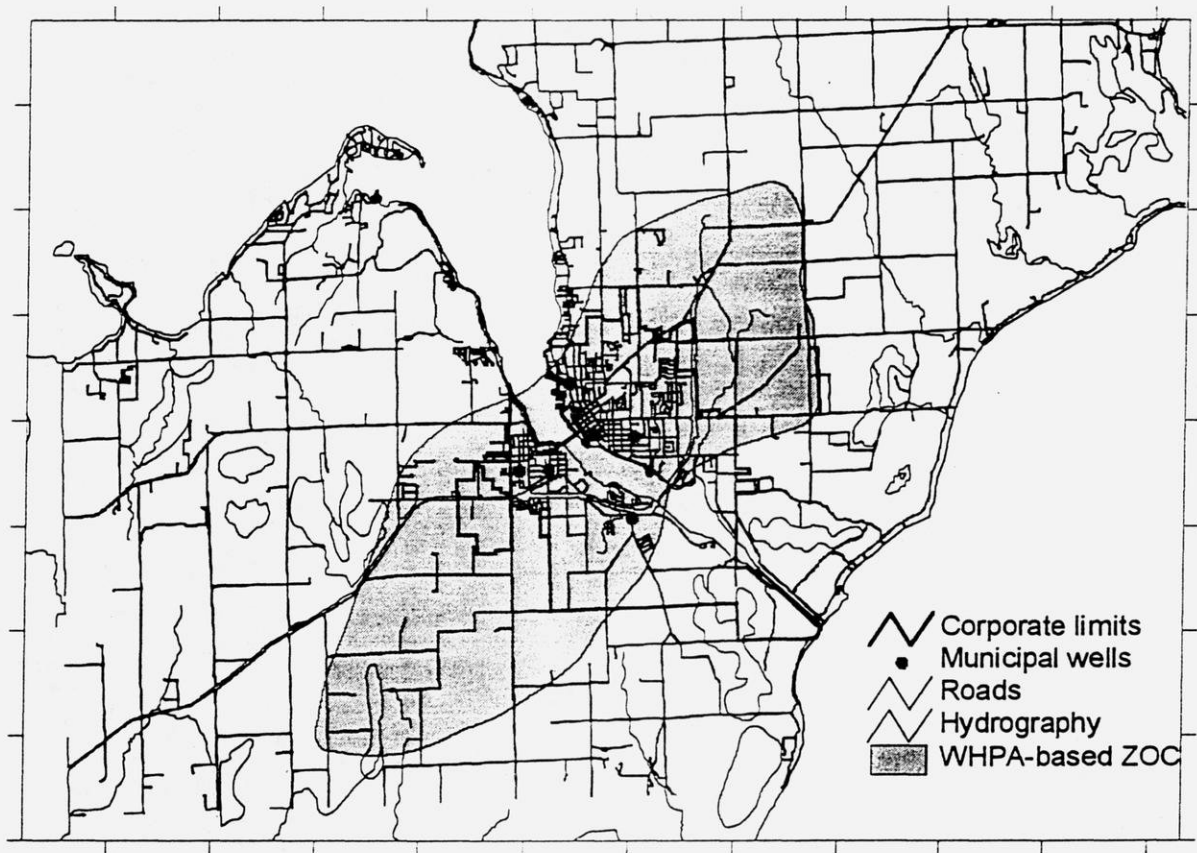 Corporate limits
Municipal wells
Roads
Hydrography
WHPA-based ZOC